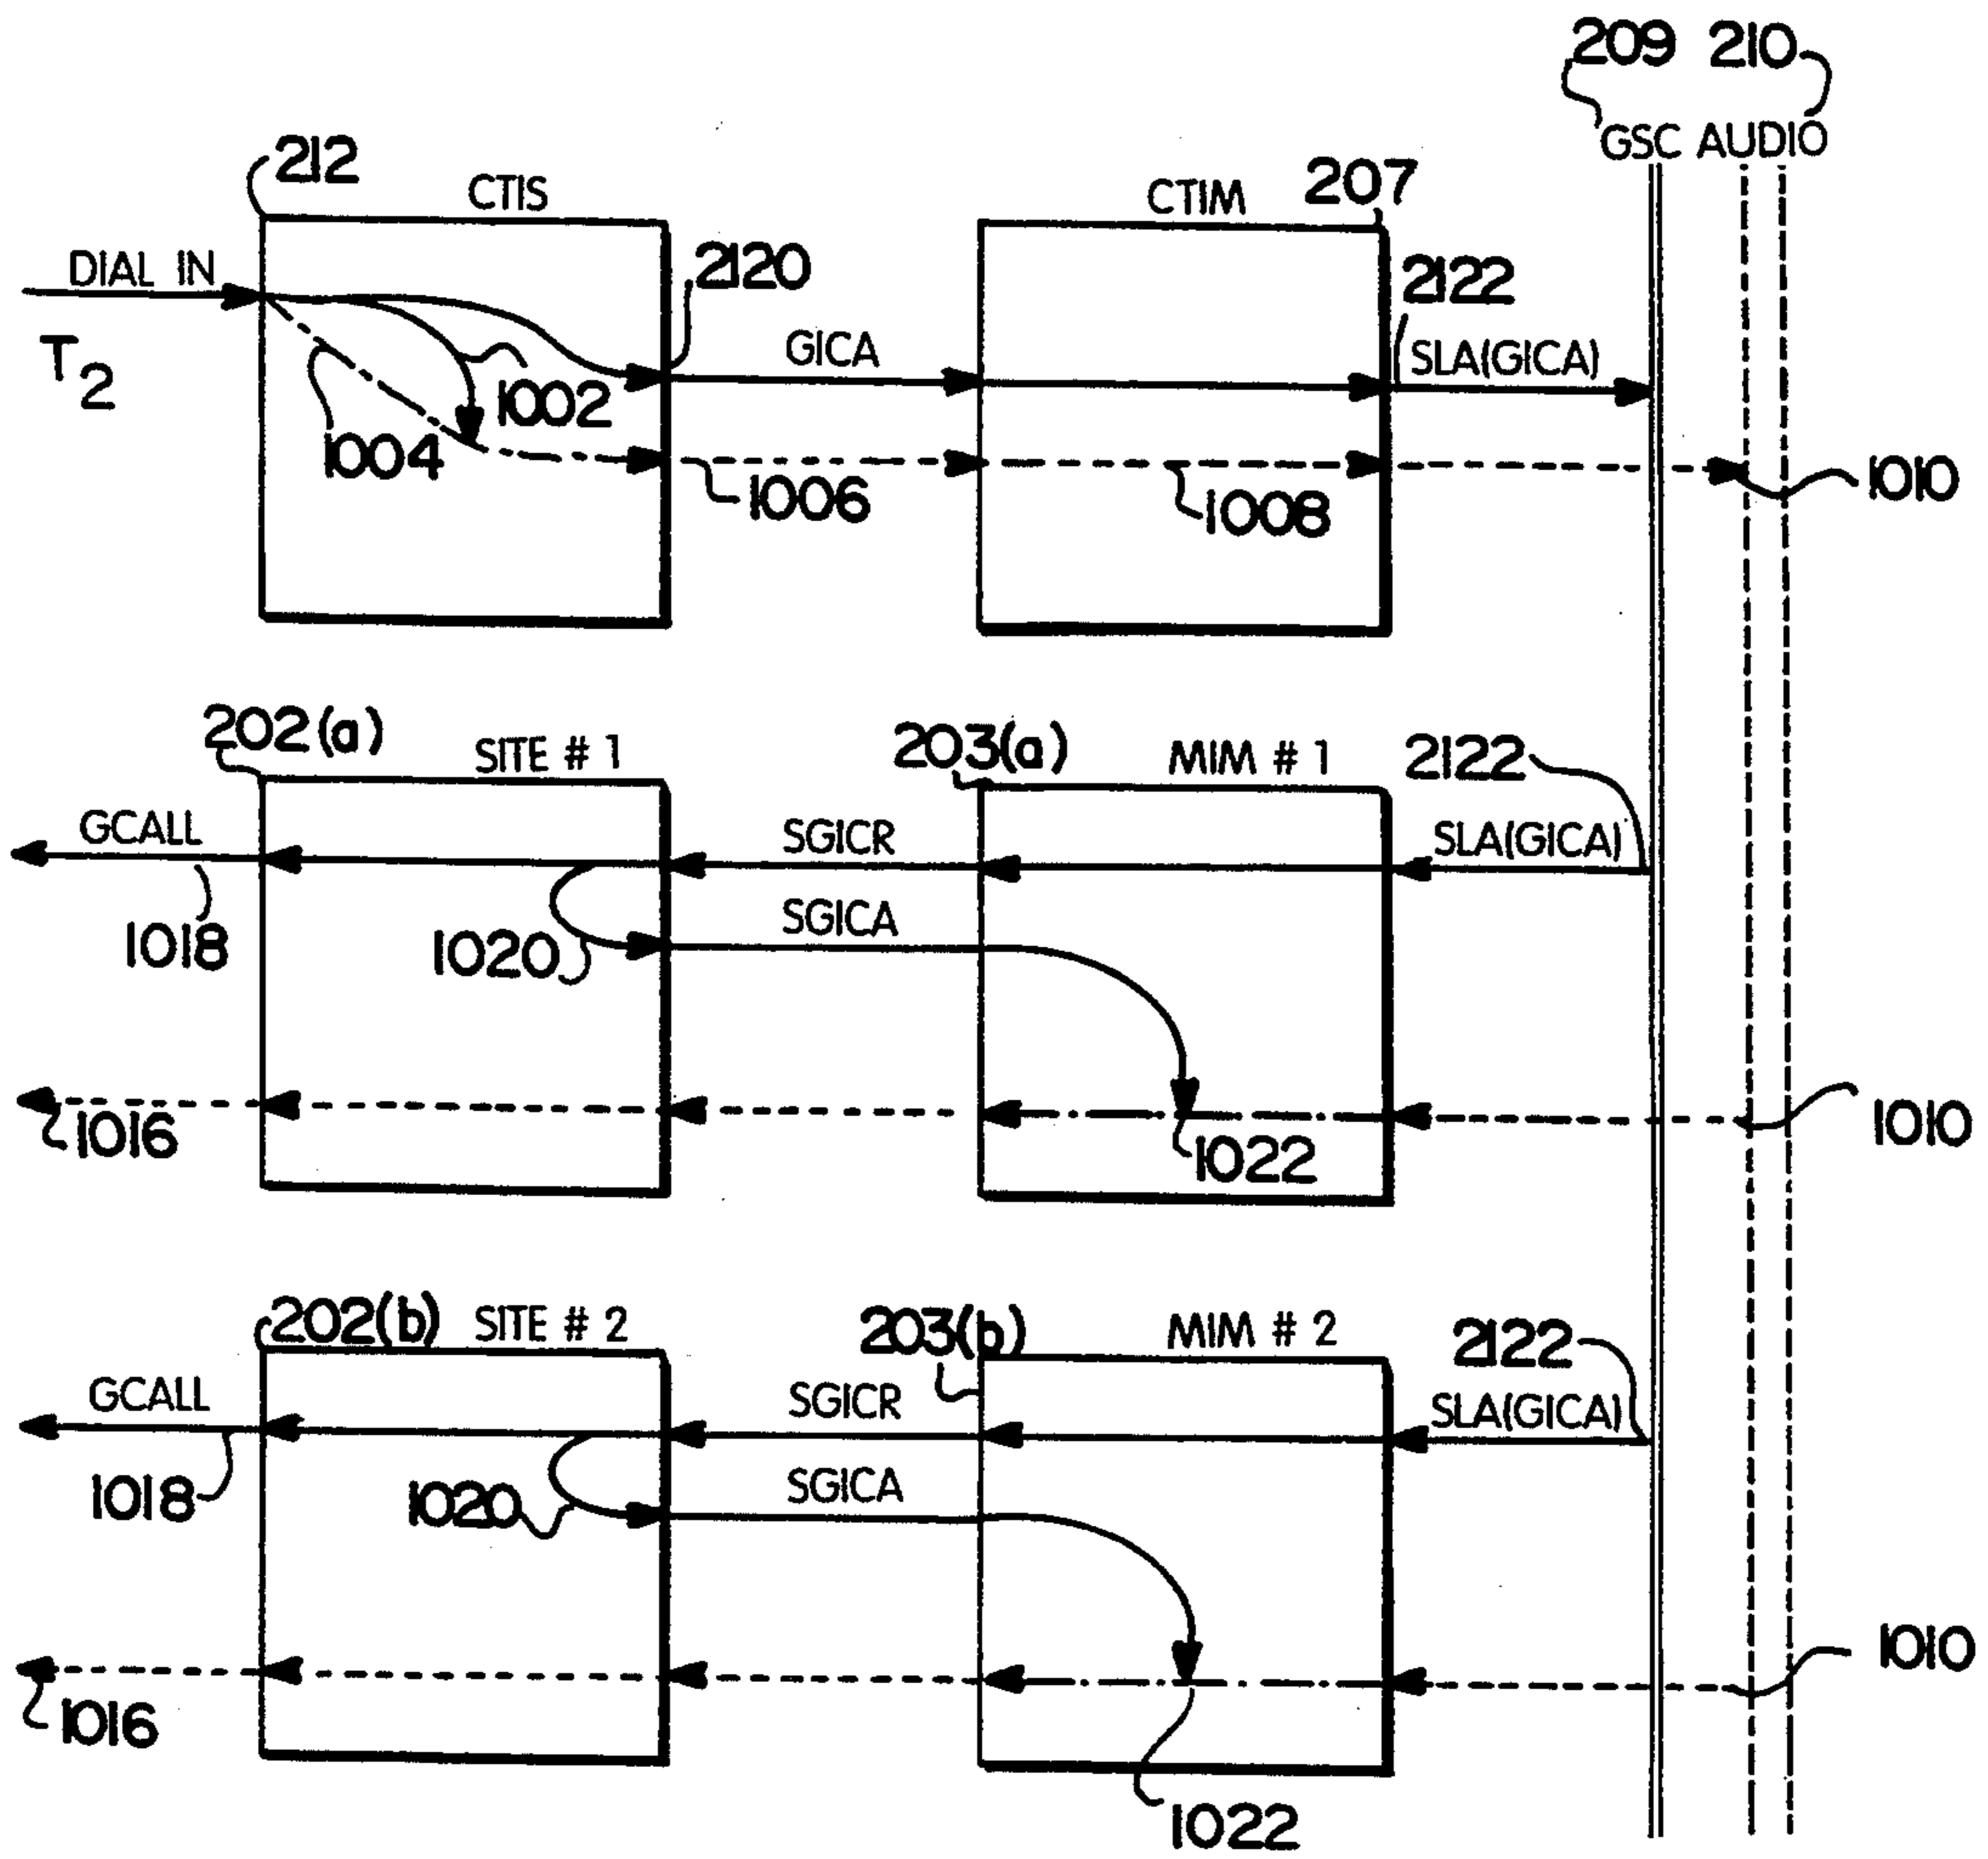 209 210
GSC AUDIO
212 CTIS CTIM 207
DIAL IN 2120 2122
T2 GICA SLA(GICA)
1002
1004 1006 1008 1010
202(a) SITE # 1 203(a) MIM # 1 2122
GCALL SGICR SLA(GICA)
1018 1020 SGICA
1016 1022 1010
202(b) SITE # 2 203(b) MIM # 2 2122
GCALL SGICR SLA(GICA)
1018 1020 SGICA
1016 1010
1022